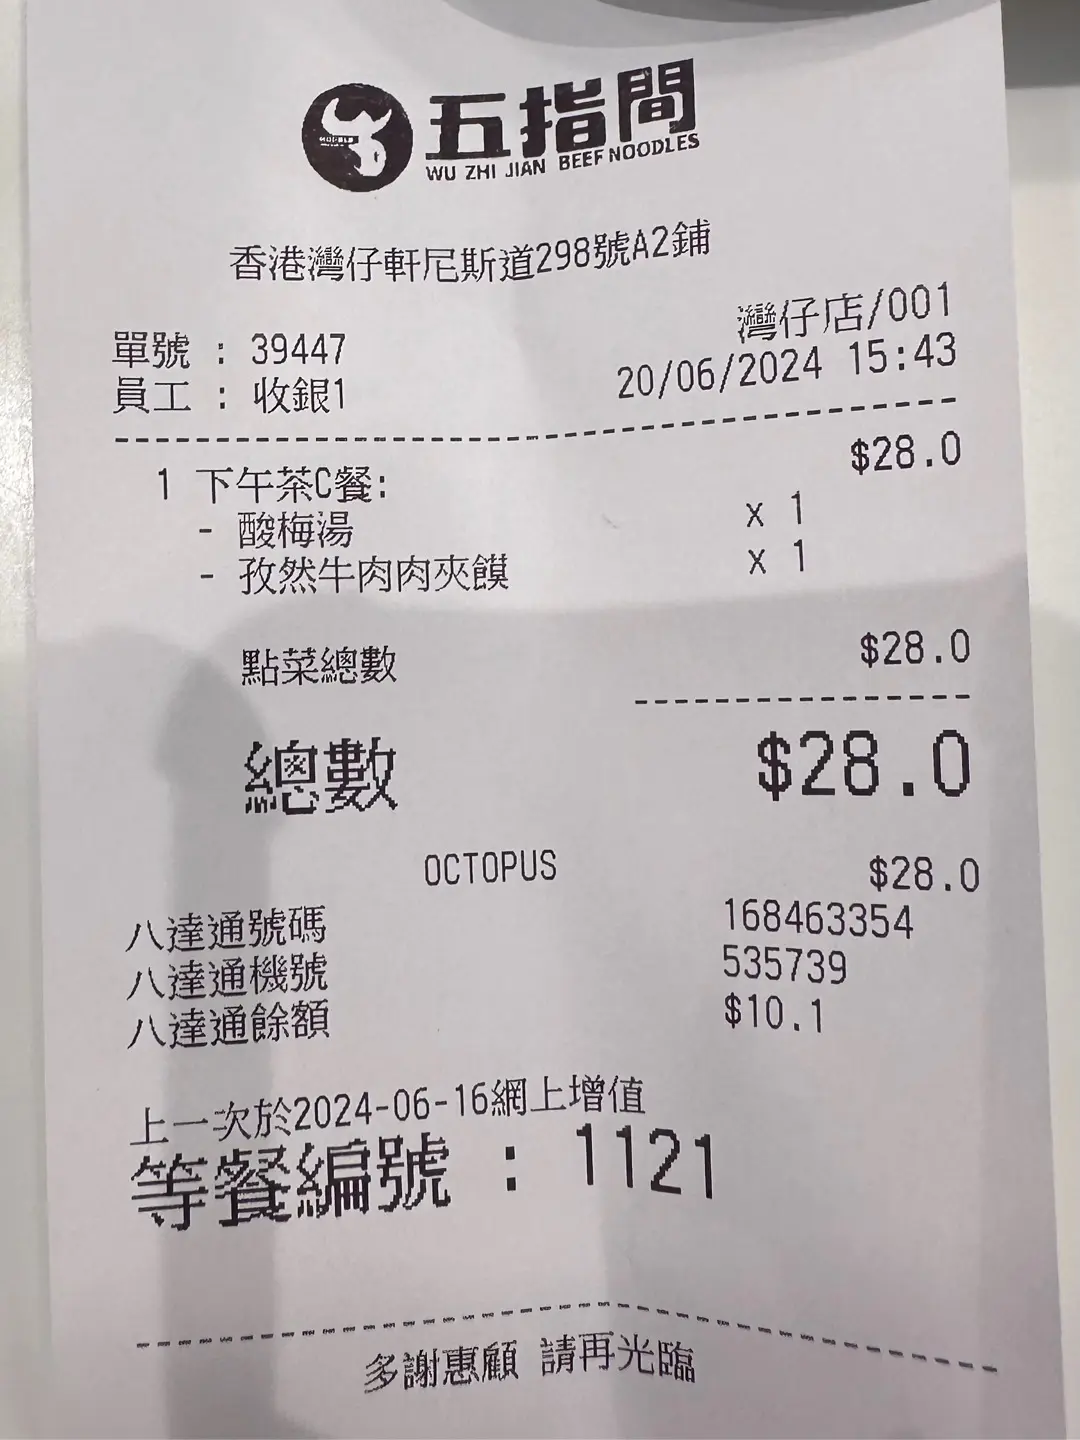 五指間
WU ZHI JIAN BEEF NOODLES
香港灣仔軒尼斯道298號A2鋪
灣仔店/001
單號 : 39447
員工 : 收銀1
20/06/2024 15:43
1 下午茶C餐: $28.0
- 酸梅湯 x 1
- 孜然牛肉肉夾饃 x 1
點菜總數 $28.0
總數 $28.0
OCTOPUS $28.0
八達通號碼 168463354
八達通機號 535739
八達通餘額 $10.1
上一次於2024-06-16網上增值
等餐編號 : 1121
多謝惠顧 請再光臨